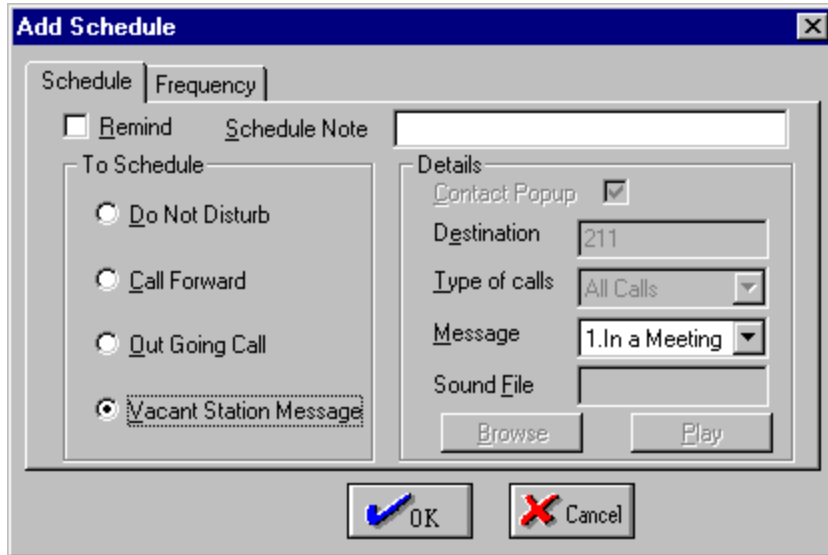 Add Schedule
Schedule Frequency
Remind Schedule Note
To Schedule
Do Not Disturb
Call Forward
Out Going Call
Vacant Station Message
Details
Contact Popup
Destination 211
Type of calls All Calls
Message 1.In a Meeting
Sound File
Browse Play
OK Cancel